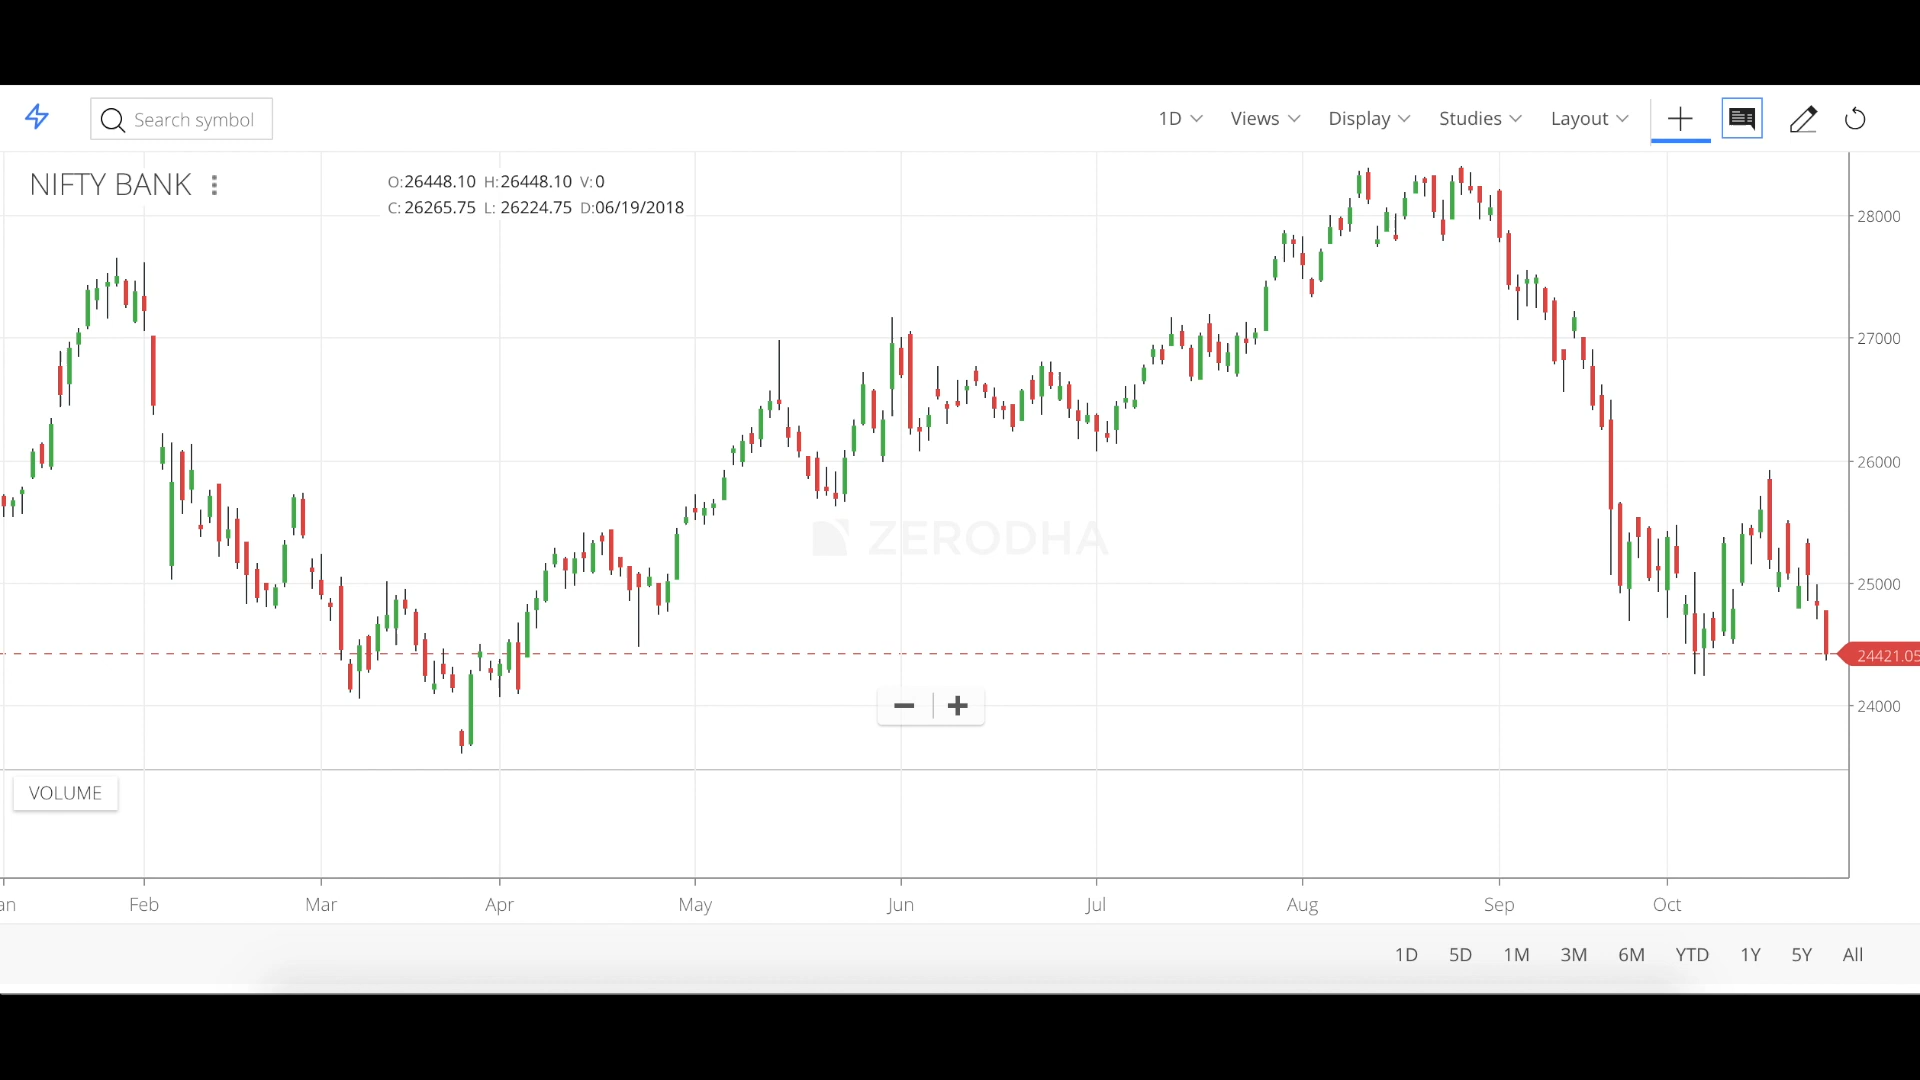 Search symbol
1D Views Display Studies Layout
NIFTY BANK
O:26448.10 H:26448.10 V:0
C:26265.75 L:26224.75 D:06/19/2018
28000
27000
26000
ZERODHA
25000
24421.05
24000
VOLUME
an Feb Mar Apr May Jun Jul Aug Sep Oct
1D 5D 1M 3M 6M YTD 1Y 5Y All